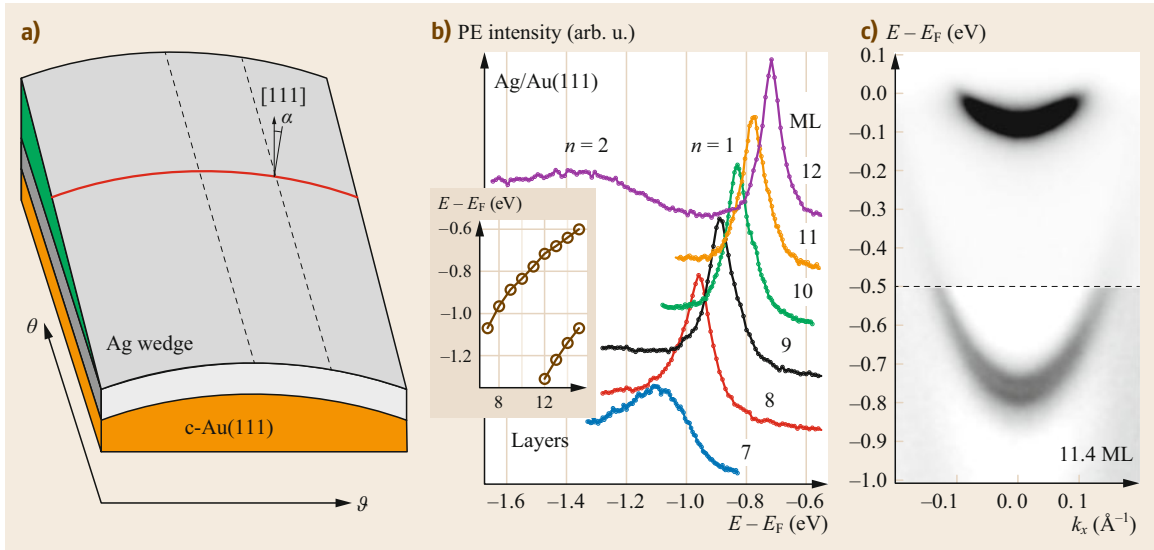 a)
[111]
α
θ
Ag wedge
c-Au(111)
ϑ
b) PE intensity (arb. u.)
Ag/Au(111)
ML
n = 2
n = 1
12
11
10
9
8
7
Layers
E – E_F (eV)
–0.6
–0.8
–1.0
–1.2
8 12
–1.6 –1.4 –1.2 –1.0 –0.8 –0.6
E – E_F (eV)
c) E – E_F (eV)
0.1
0.0
–0.1
–0.2
–0.3
–0.4
–0.5
–0.6
–0.7
–0.8
–0.9
–1.0
11.4 ML
–0.1 0.0 0.1
k_x (Å⁻¹)